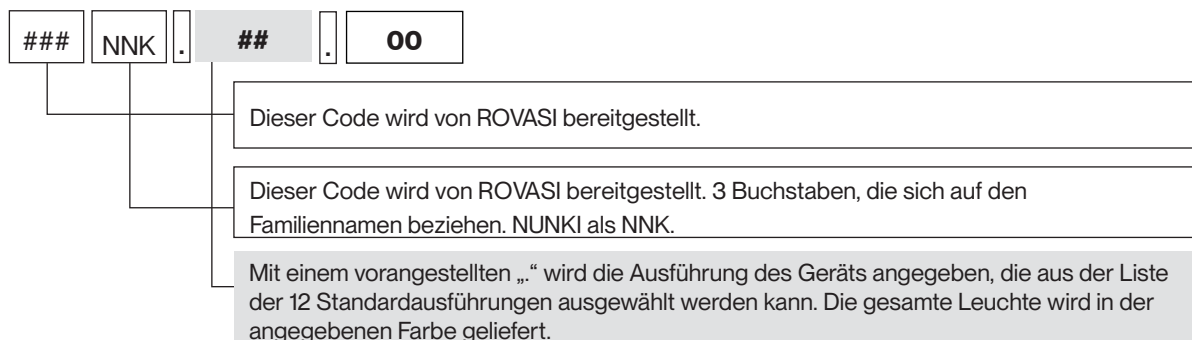 ### NNK . ## . 00
Dieser Code wird von ROVASI bereitgestellt.
Dieser Code wird von ROVASI bereitgestellt. 3 Buchstaben, die sich auf den
Familiennamen beziehen. NUNKI als NNK.
Mit einem vorangestellten „.“ wird die Ausführung des Geräts angegeben, die aus der Liste
der 12 Standardausführungen ausgewählt werden kann. Die gesamte Leuchte wird in der
angegebenen Farbe geliefert.